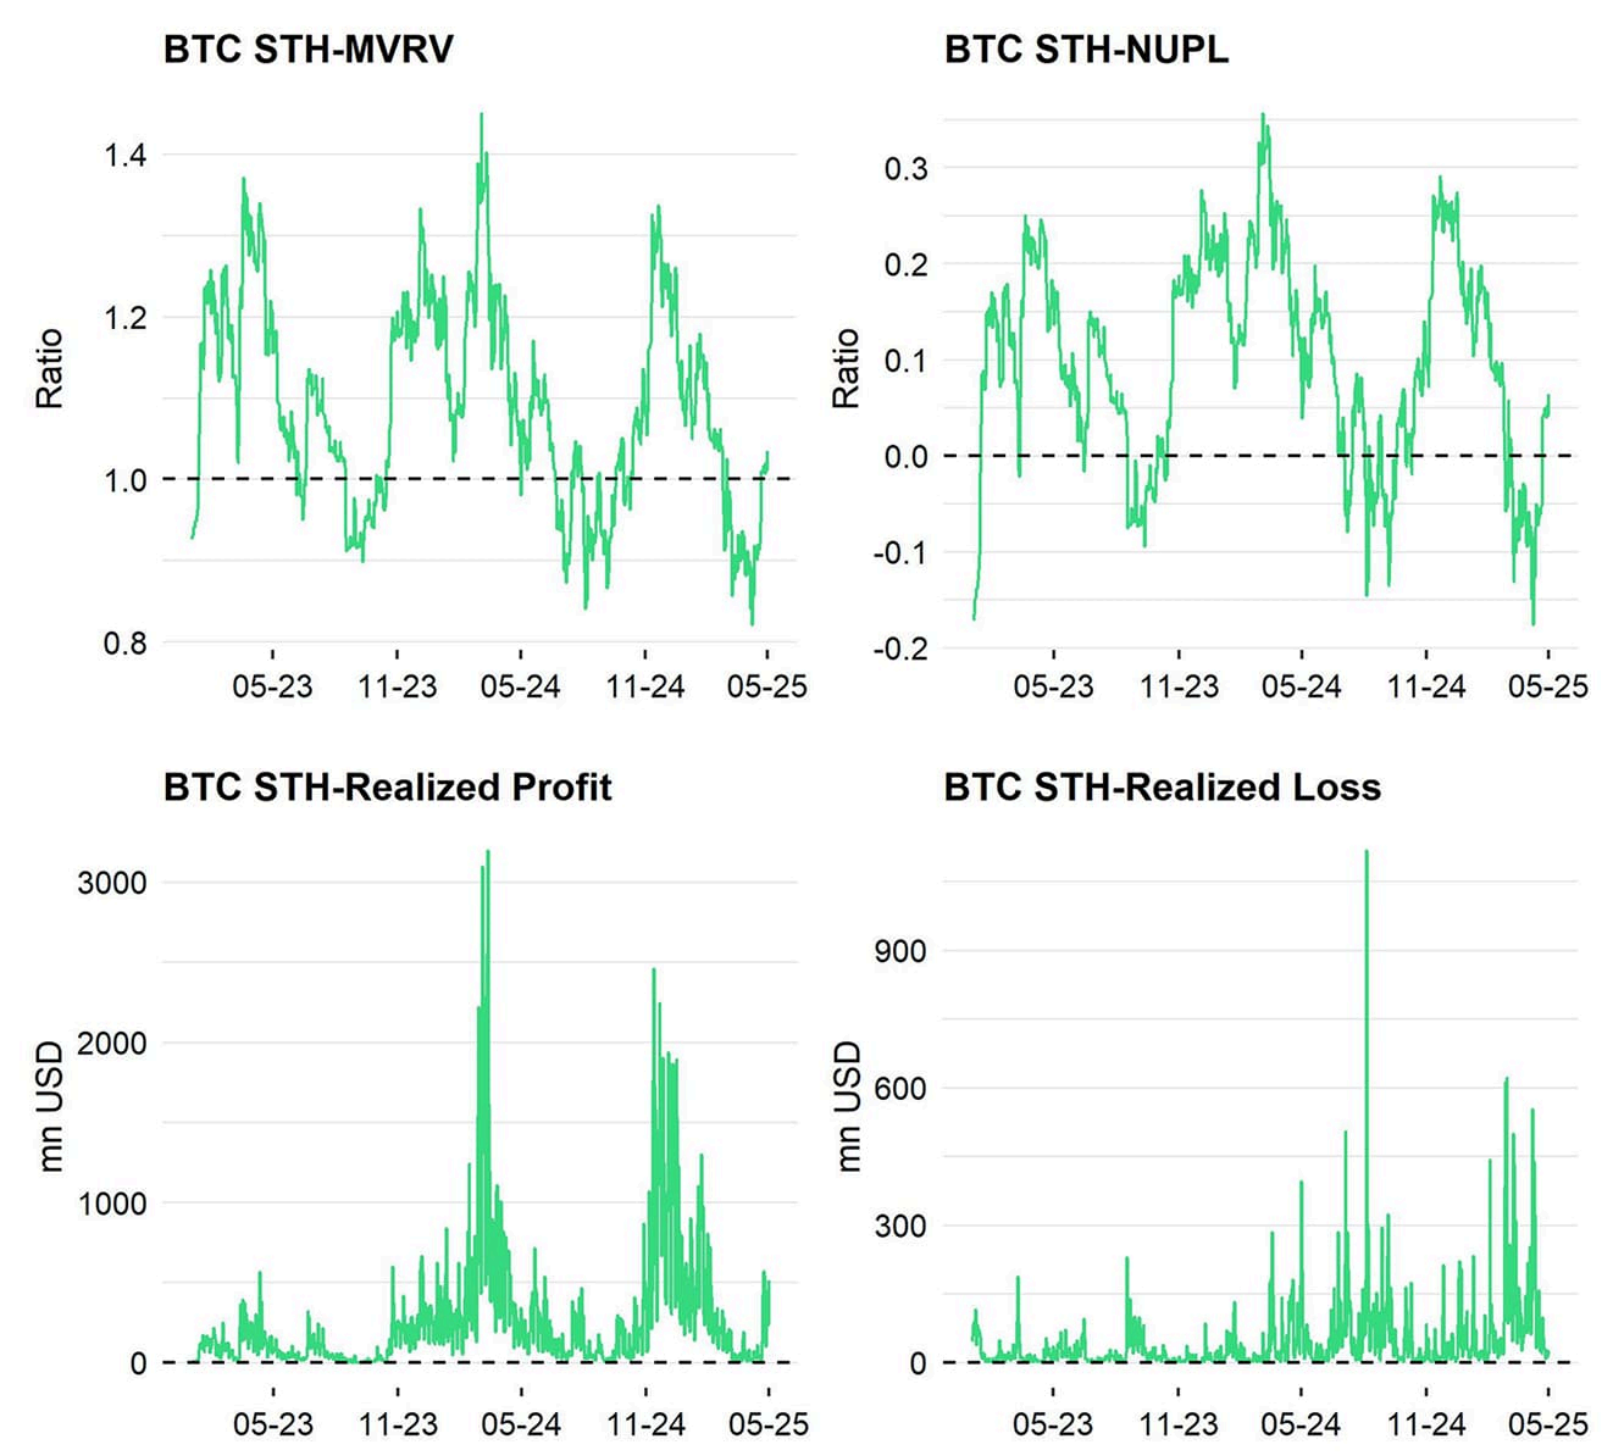 BTC STH-MVRV
Ratio
1.4
1.2
1.0
0.8
05-23 11-23 05-24 11-24 05-25
BTC STH-NUPL
Ratio
0.3
0.2
0.1
0.0
-0.1
-0.2
05-23 11-23 05-24 11-24 05-25
BTC STH-Realized Profit
mn USD
3000
2000
1000
0
05-23 11-23 05-24 11-24 05-25
BTC STH-Realized Loss
mn USD
900
600
300
0
05-23 11-23 05-24 11-24 05-25